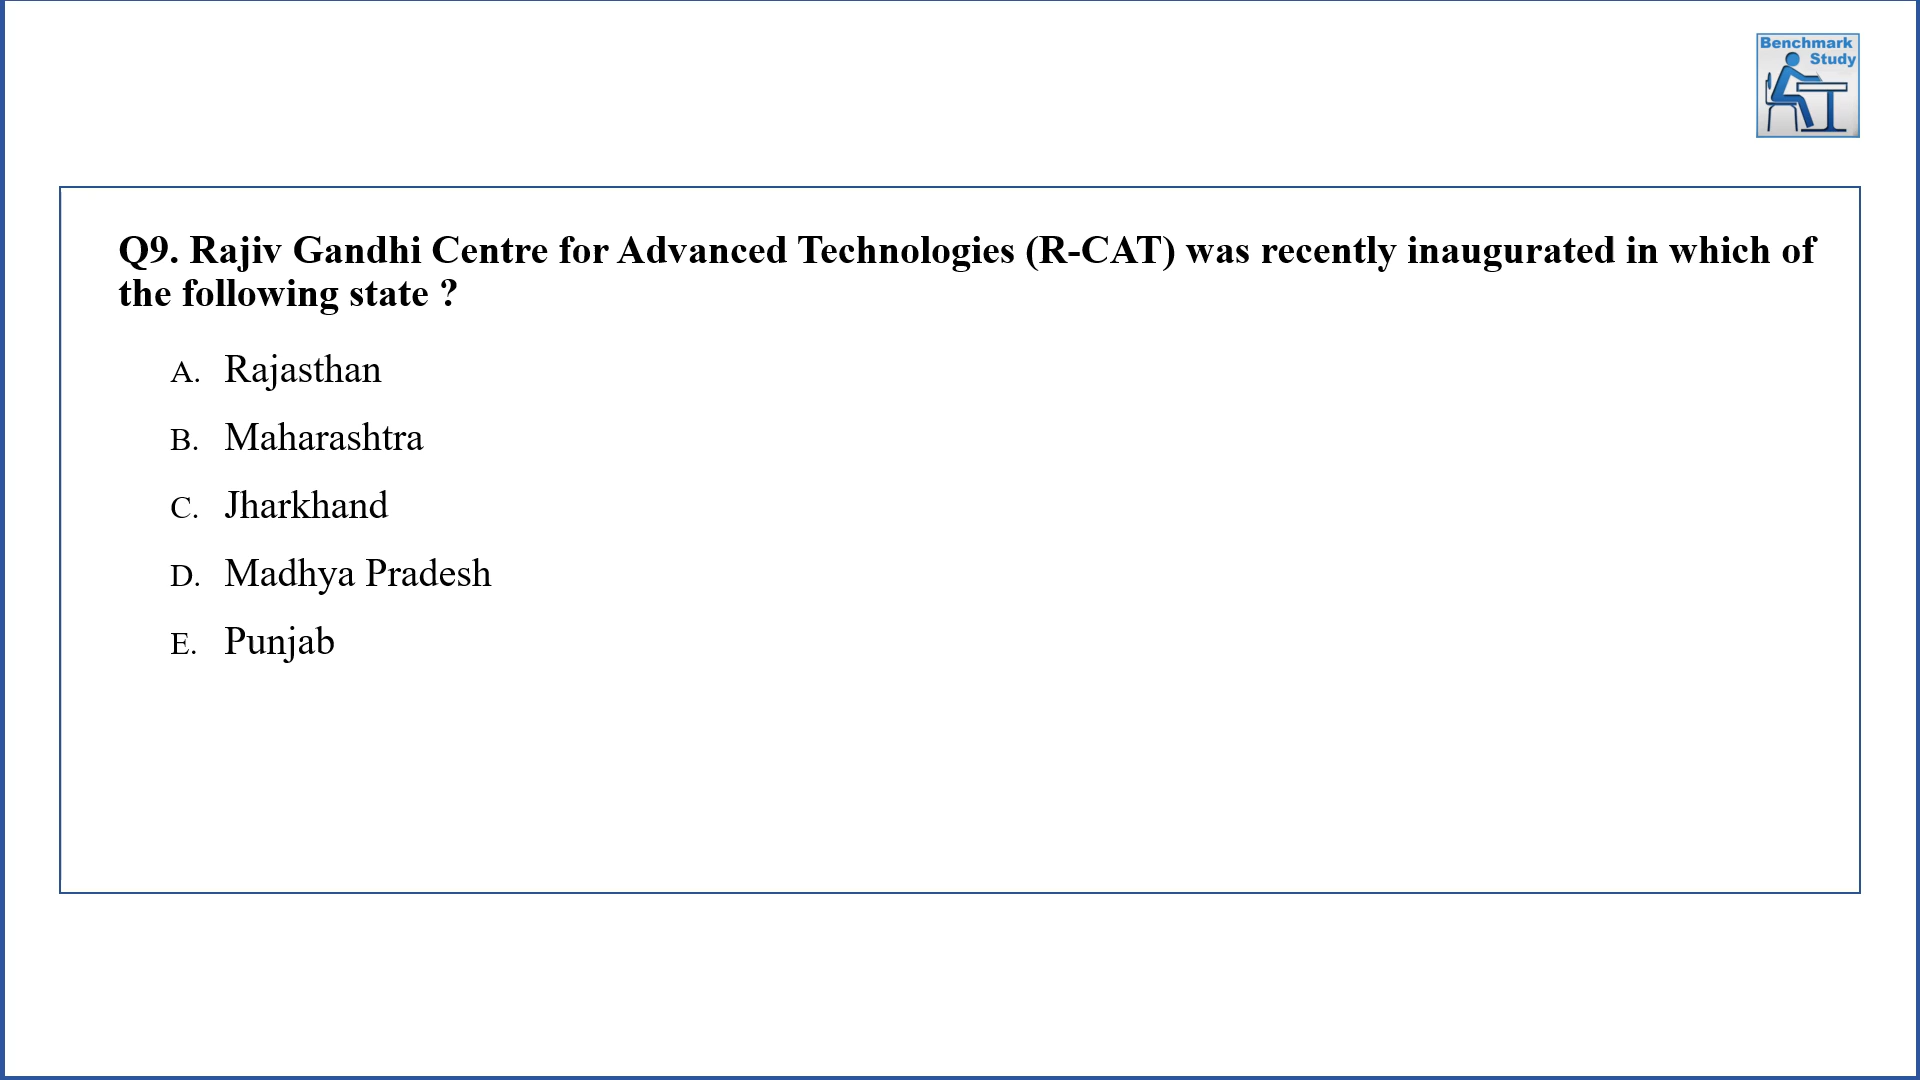 Benchmark
Study
Q9. Rajiv Gandhi Centre for Advanced Technologies (R-CAT) was recently inaugurated in which of
the following state ?
A. Rajasthan
B. Maharashtra
C. Jharkhand
D. Madhya Pradesh
E. Punjab